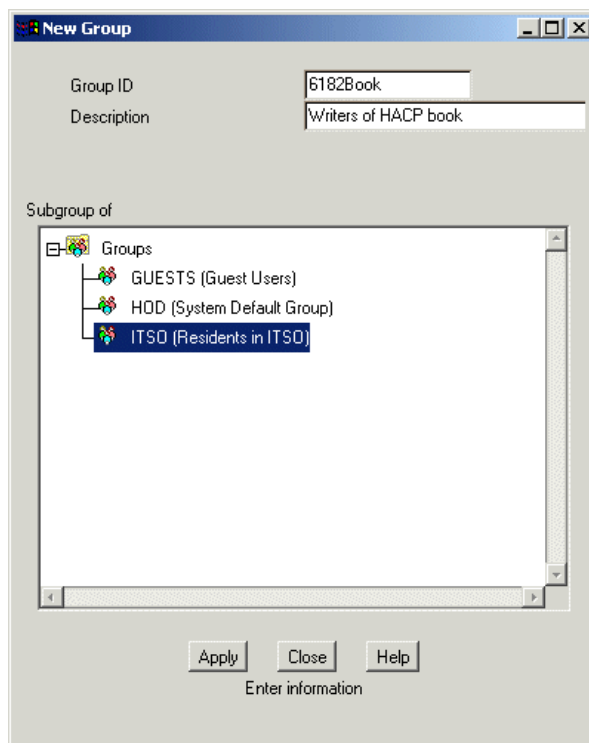 New Group
Group ID 6182Book
Description Writers of HACP book
Subgroup of
Groups
GUESTS (Guest Users)
HOD (System Default Group)
ITSO (Residents in ITSO)
Apply Close Help
Enter information